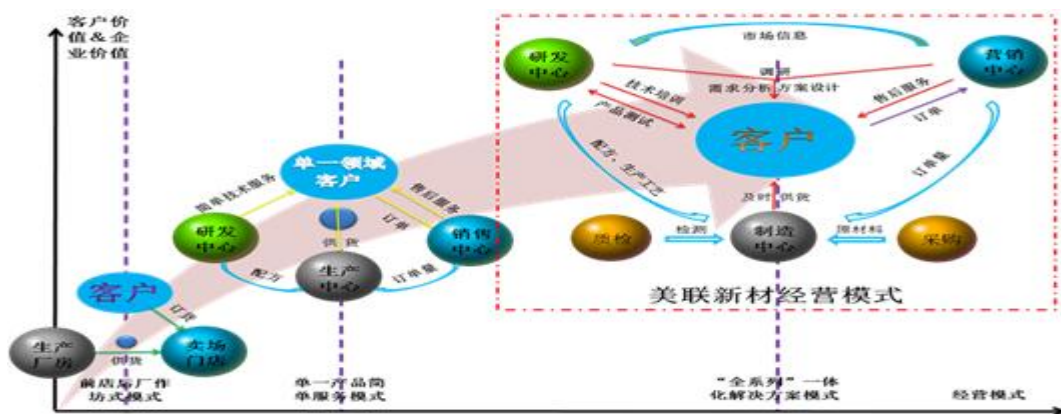 客户价
值&企
业价值
研发
中心
市场信息
营销
中心
调研
需求分析方案设计
技术培训
产品测试
售后服务
订单
客户
配方、生产工艺
订单量
及时供货
质检
检测
制造
中心
原材料
采购
美联新材经营模式
单一领域
客户
简单技术服务
售后服务
订单
供货
研发
中心
销售
中心
配方
生产
中心
订单量
客户
订货
生产
厂房
供货
卖场
门店
前店后厂作
坊式模式
单一产品简
单服务模式
“全系列”一体
化解决方案模式
经营模式